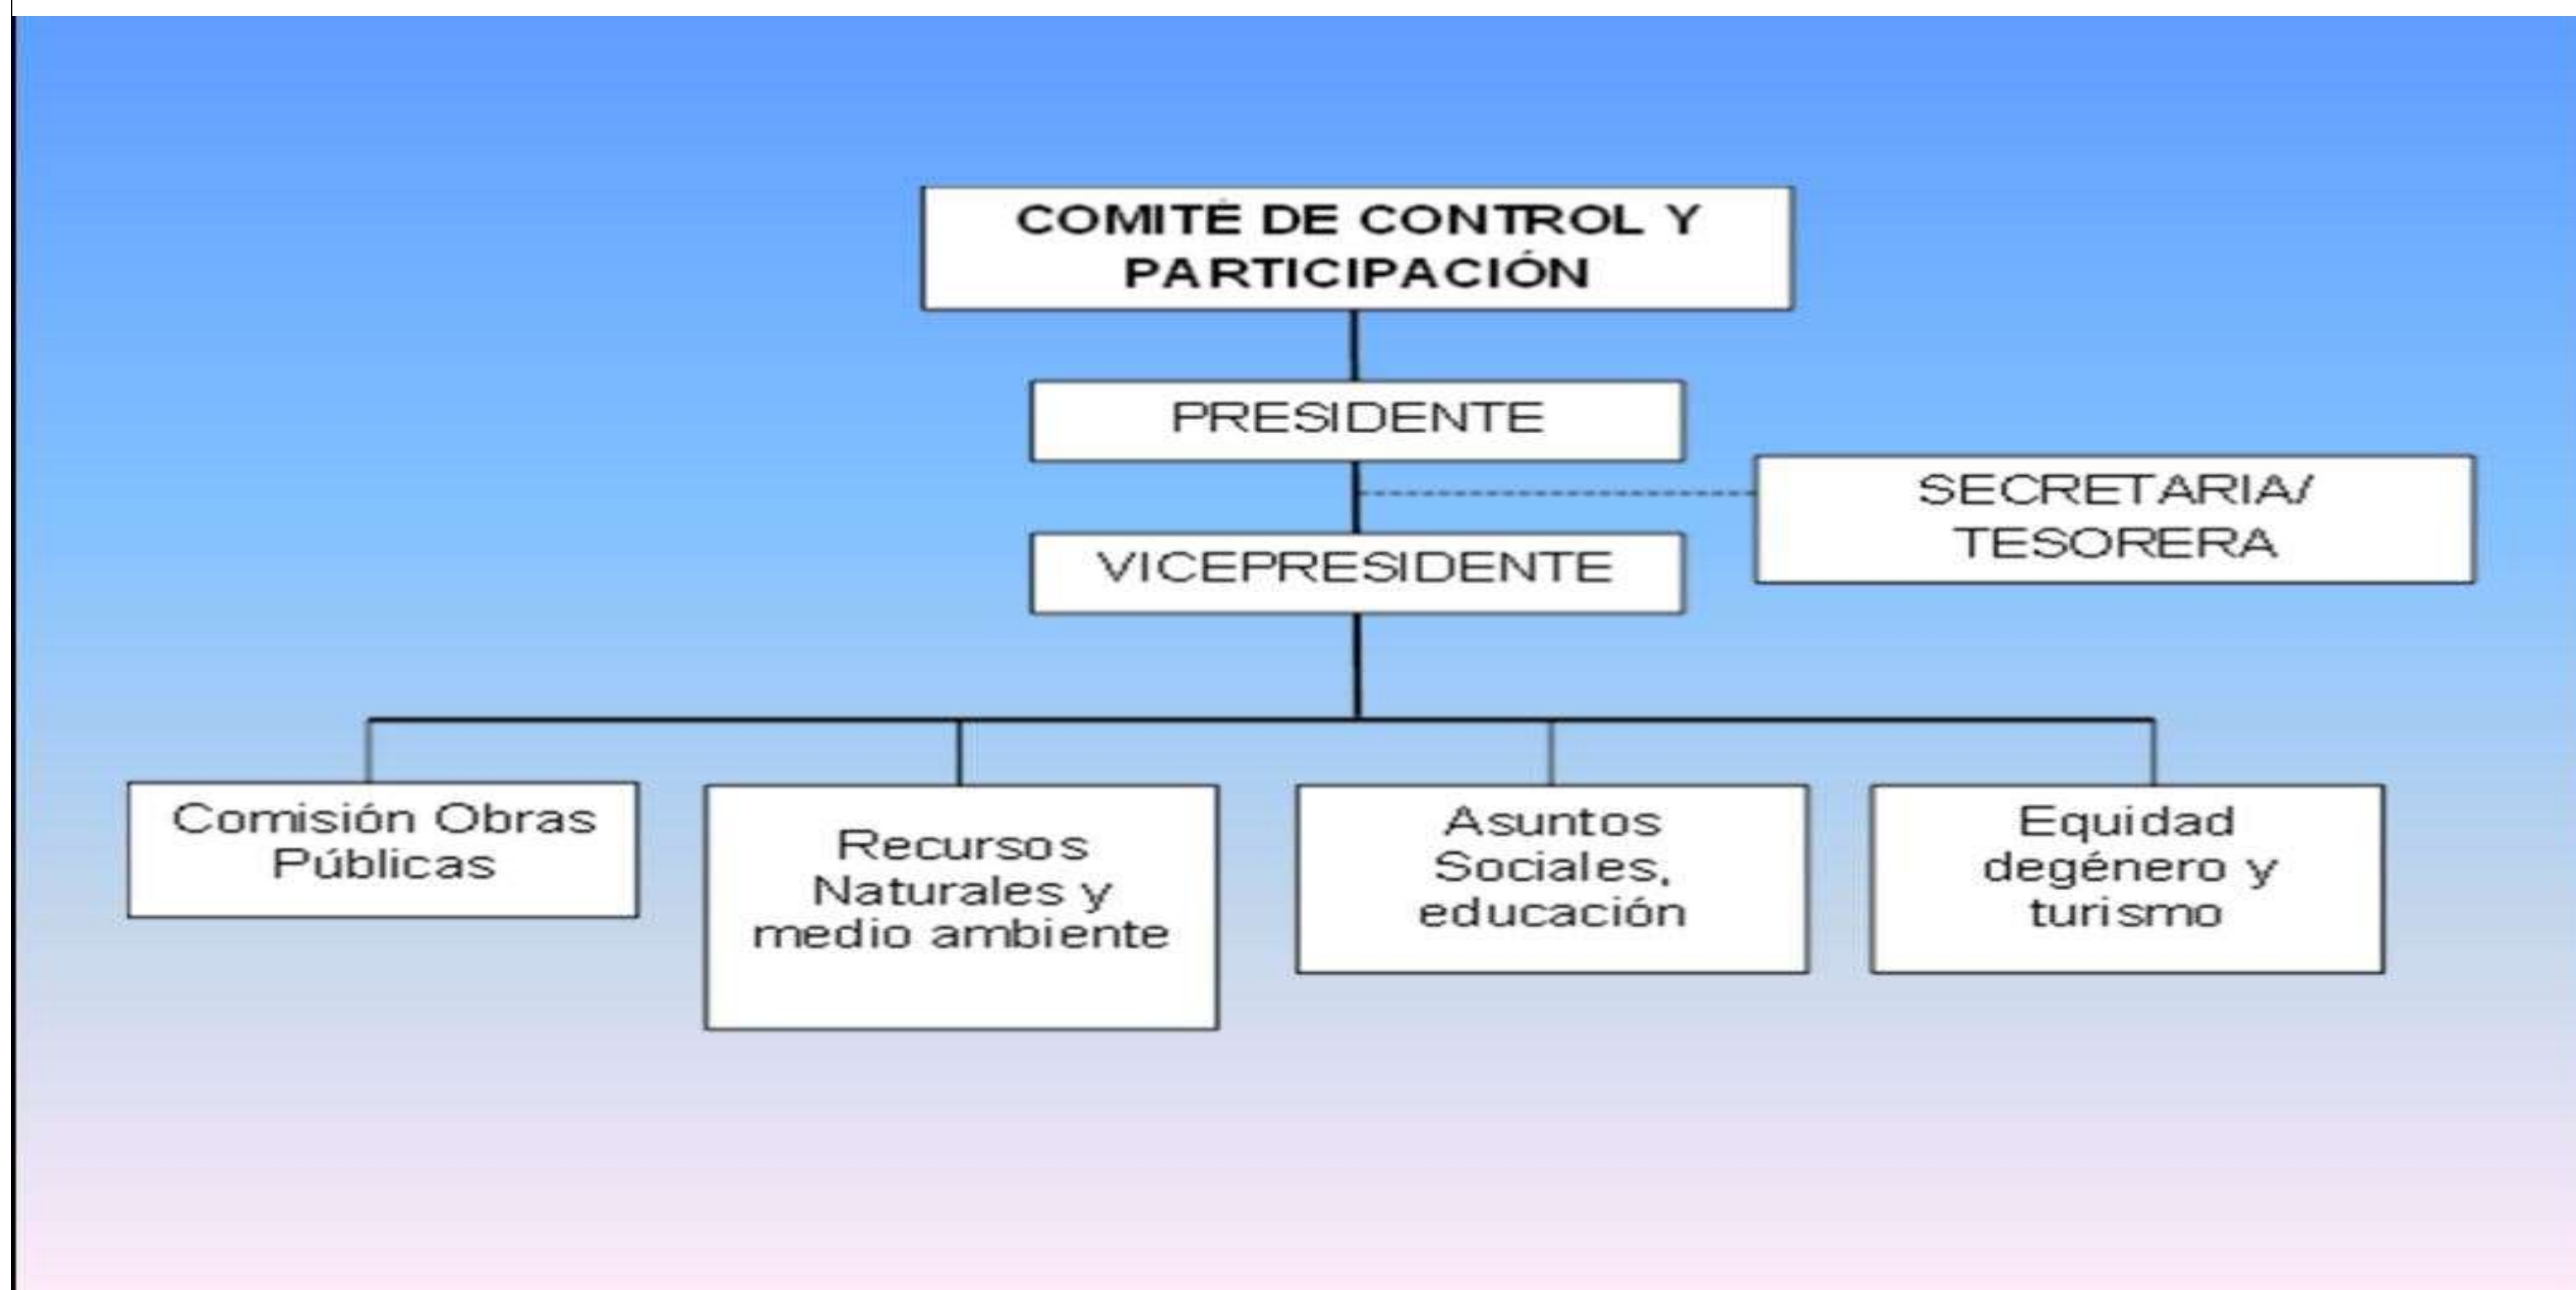 COMITÉ DE CONTROL Y
PARTICIPACIÓN
PRESIDENTE
SECRETARIA/
TESORERA
VICEPRESIDENTE
Comisión Obras
Públicas
Recursos
Naturales y
medio ambiente
Asuntos
Sociales,
educación
Equidad
degénero y
turismo